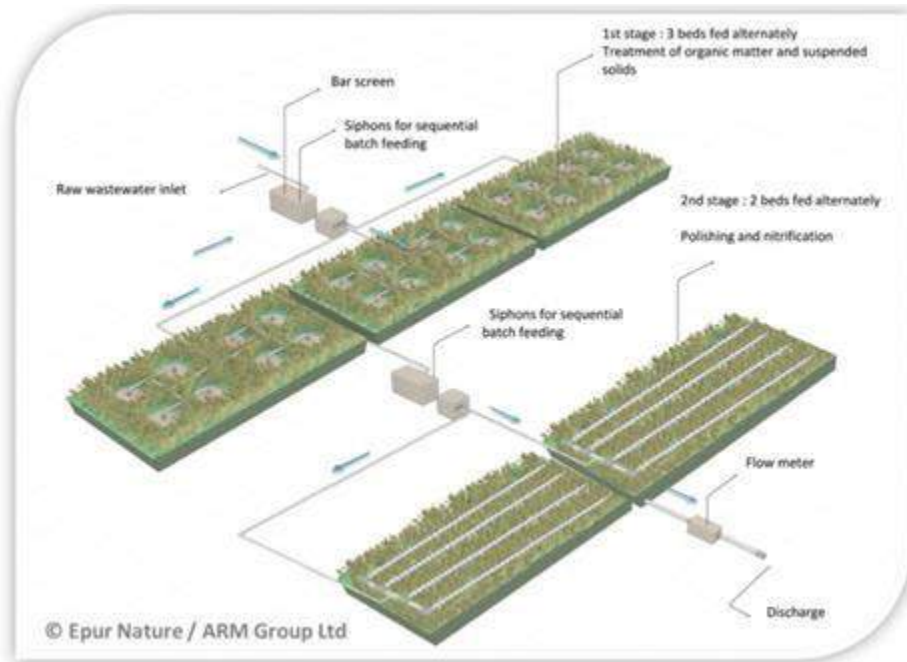 1st stage : 3 beds fed alternately
Treatment of organic matter and suspended
solids
Bar screen
Siphons for sequential
batch feeding
Raw wastewater inlet
2nd stage : 2 beds fed alternately
Polishing and nitrification
Siphons for sequential
batch feeding
Flow meter
Discharge
© Epur Nature / ARM Group Ltd